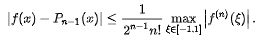 |f(x) − P_{n−1}(x)| ≤ \frac{1}{2^{n−1} n!} \max_{ξ∈[−1.1]} |f^{(n)}(ξ)| .